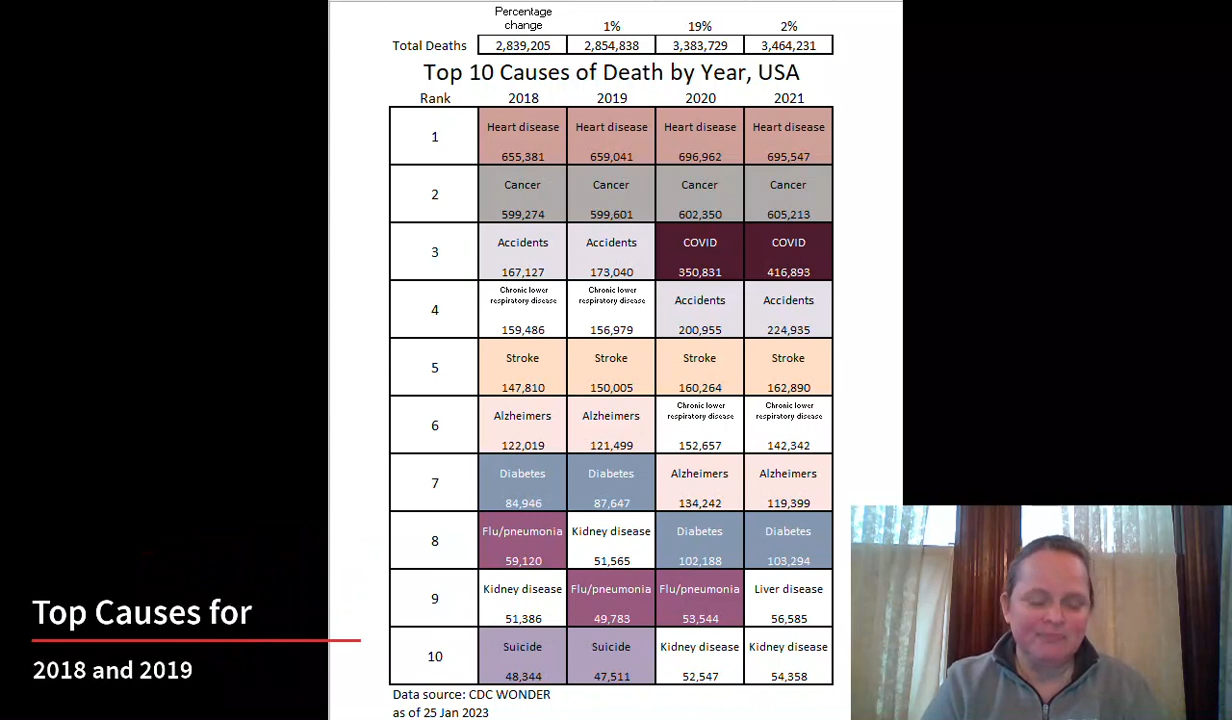 Percentage
change 1% 19% 2%
Total Deaths 2,839,205 2,854,838 3,383,729 3,464,231
Top 10 Causes of Death by Year, USA
Rank 2018 2019 2020 2021
1 Heart disease Heart disease Heart disease Heart disease
655,381 659,041 696,962 695,547
2 Cancer Cancer Cancer Cancer
599,274 599,601 602,350 605,213
3 Accidents Accidents COVID COVID
167,127 173,040 350,831 416,893
4 Chronic lower respiratory disease Chronic lower respiratory disease Accidents Accidents
159,486 156,979 200,955 224,935
5 Stroke Stroke Stroke Stroke
147,810 150,005 160,264 162,890
6 Alzheimers Alzheimers Chronic lower respiratory disease Chronic lower respiratory disease
122,019 121,499 152,657 142,342
7 Diabetes Diabetes Alzheimers Alzheimers
84,946 87,647 134,242 119,399
8 Flu/pneumonia Kidney disease Diabetes Diabetes
59,120 51,565 102,188 103,294
9 Kidney disease Flu/pneumonia Flu/pneumonia Liver disease
51,386 49,783 53,544 56,585
10 Suicide Suicide Kidney disease Kidney disease
48,344 47,511 52,547 54,358
Data source: CDC WONDER
as of 25 Jan 2023
Top Causes for
2018 and 2019